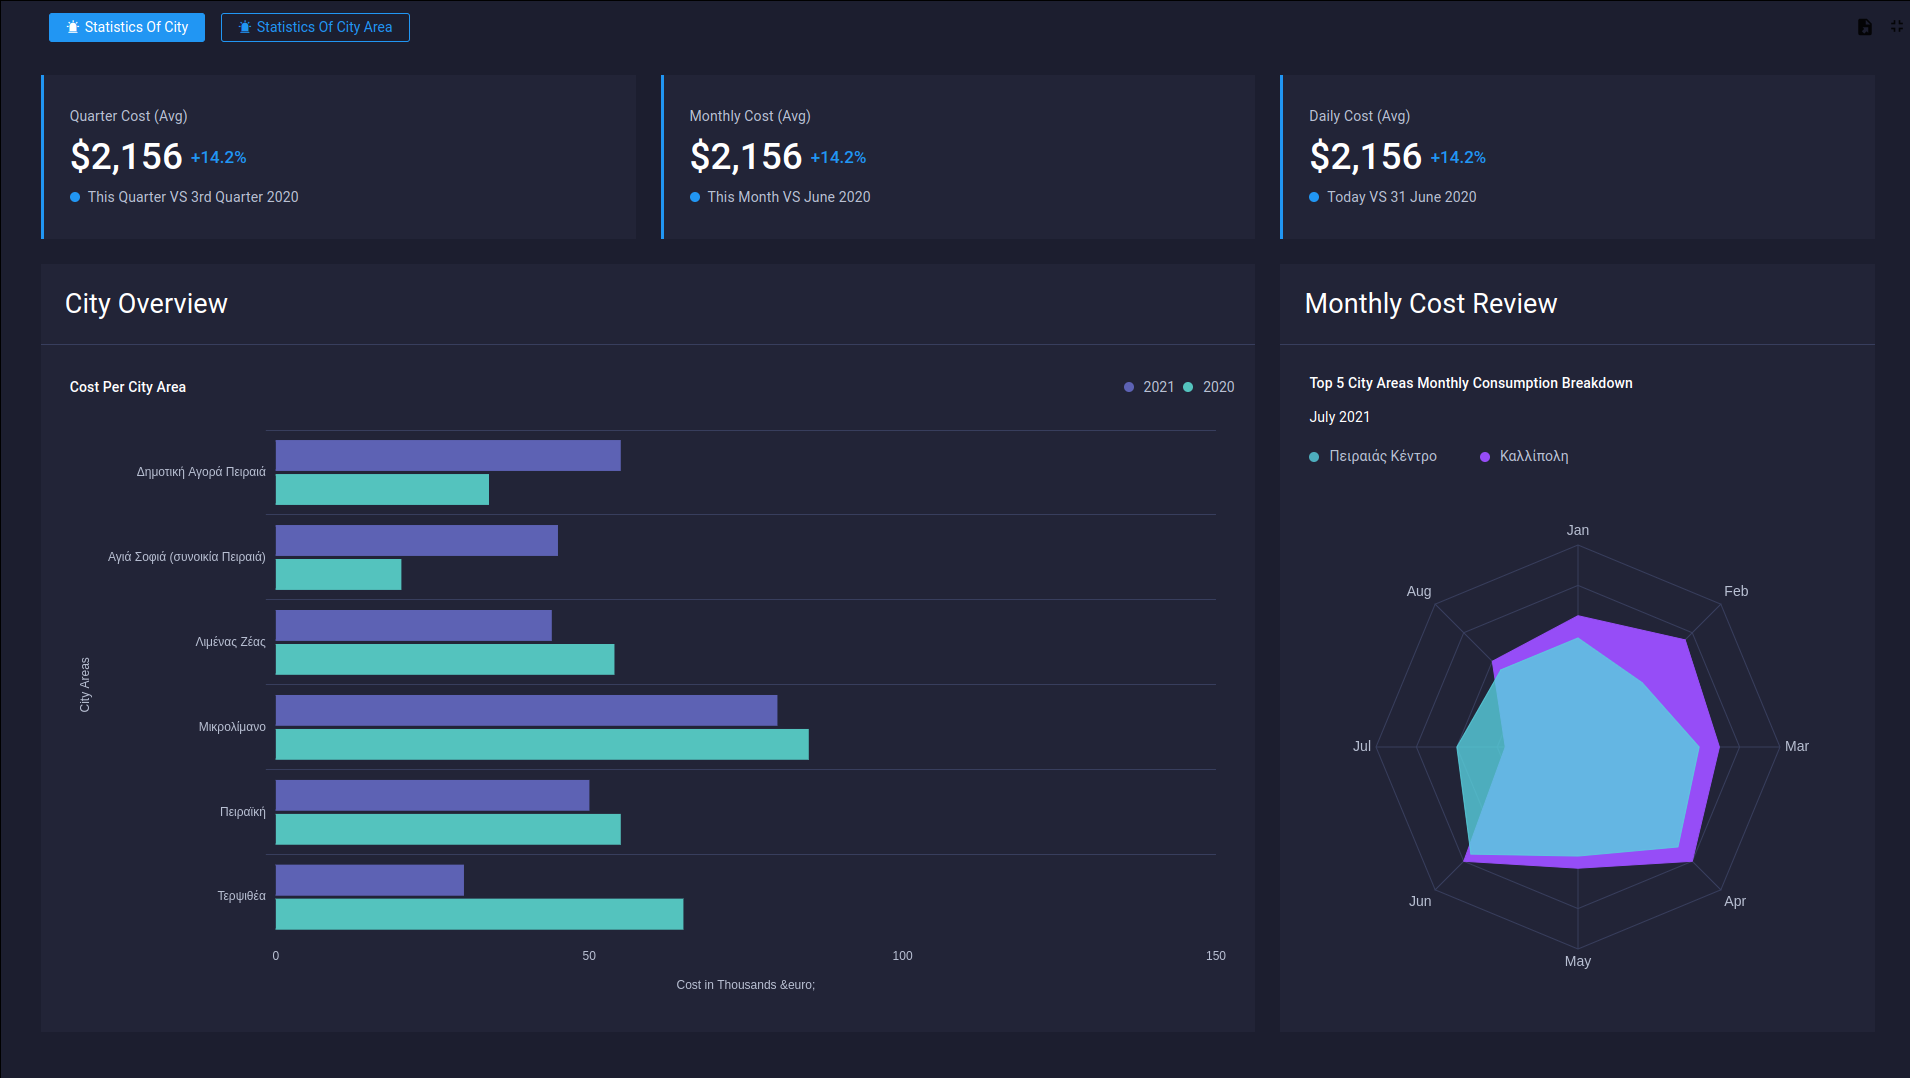 Statistics Of City
Statistics Of City Area
Quarter Cost (Avg)
$2,156 +14.2%
This Quarter VS 3rd Quarter 2020
Monthly Cost (Avg)
$2,156 +14.2%
This Month VS June 2020
Daily Cost (Avg)
$2,156 +14.2%
Today VS 31 June 2020
City Overview
Cost Per City Area
2021 2020
Δημοτική Αγορά Πειραιά
Αγιά Σοφιά (συνοικία Πειραιά)
Λιμένας Ζέας
Μικρολίμανο
Πειραϊκή
Τερψιθέα
City Areas
0 50 100 150
Cost in Thousands &euro;
Monthly Cost Review
Top 5 City Areas Monthly Consumption Breakdown
July 2021
Πειραιάς Κέντρο Καλλίπολη
Jan
Feb
Mar
Apr
May
Jun
Jul
Aug